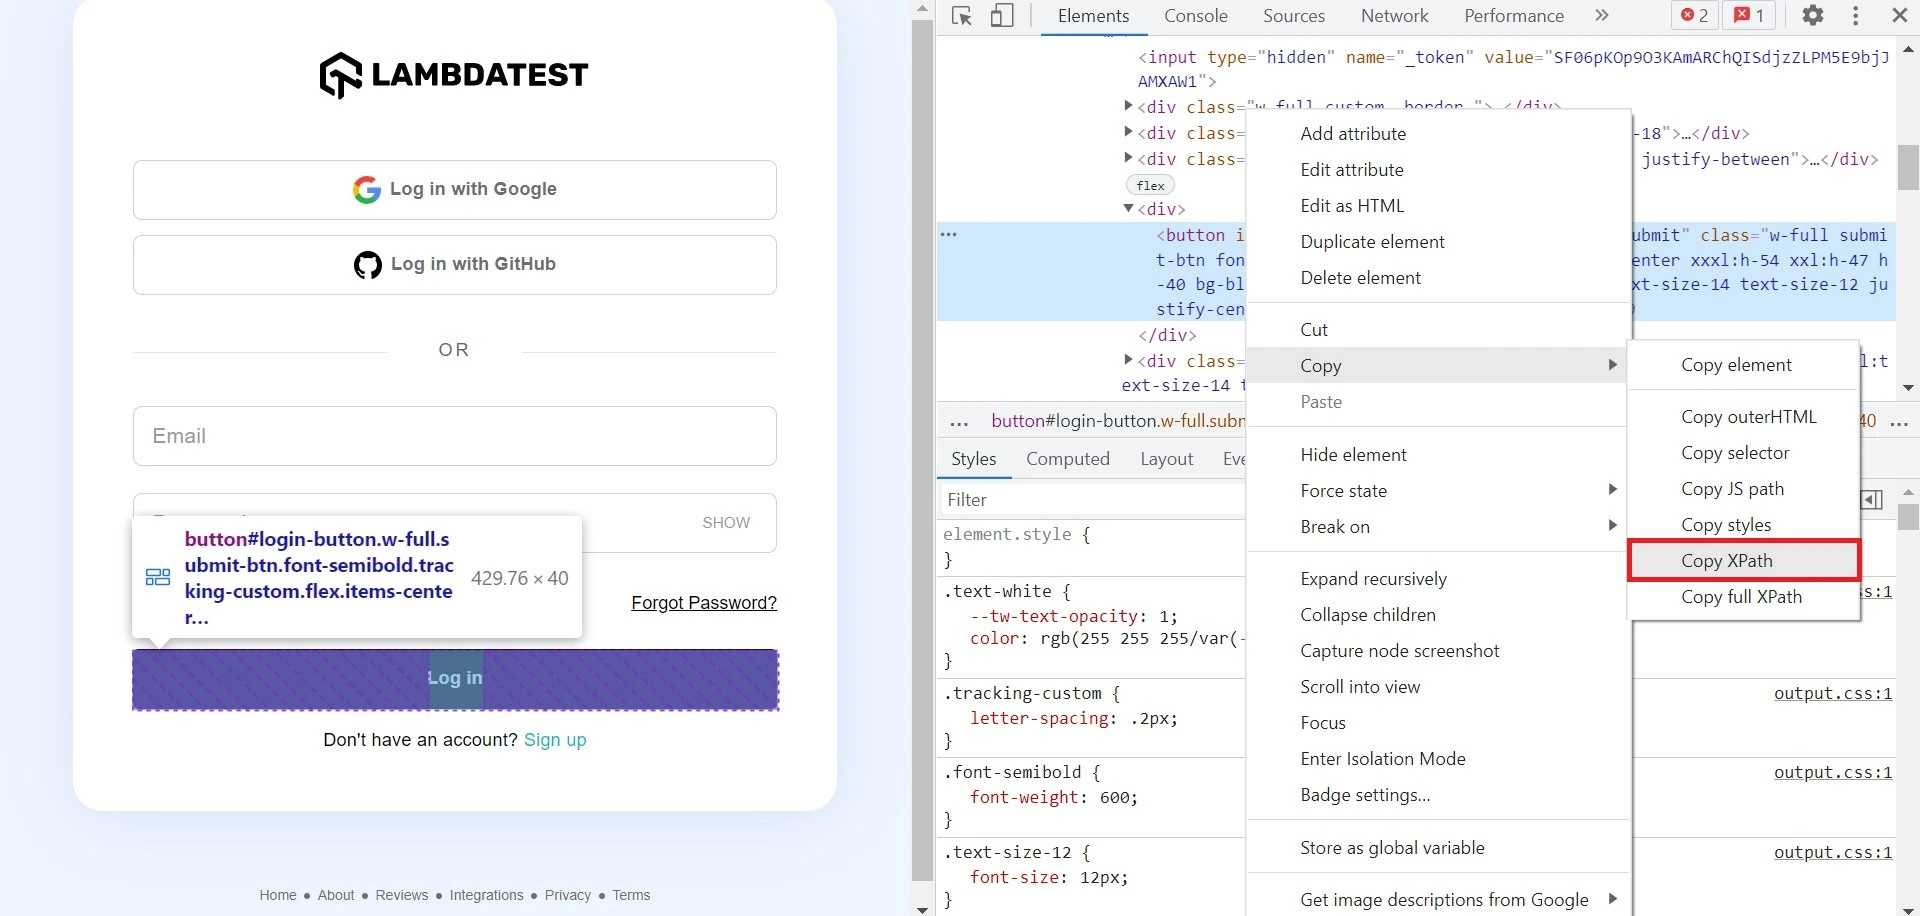 LAMBDATEST
Log in with Google
Log in with GitHub
OR
Email
SHOW
button#login-button.w-full.s
ubmit-btn.font-semibold.trac
king-custom.flex.items-cente
r...
429.76 × 40
Forgot Password?
Log in
Don't have an account? Sign up
Home • About • Reviews • Integrations • Privacy • Terms
Elements Console Sources Network Performance » 2 1
<input type="hidden" name="_token" value="SF06pKOp9O3KAmARChQISdjzZLPM5E9bjJ
AMXAW1">
<div class="w-full custom__border ">…</div>
<div class= -18">…</div>
<div class= justify-between">…</div>
flex
<div>
<button i ubmit" class="w-full submi
t-btn fon enter xxxl:h-54 xxl:h-47 h
-40 bg-bl xt-size-14 text-size-12 ju
stify-cen
</div>
<div class= l:t
ext-size-14 t
... button#login-button.w-full.subm 40 ...
Styles Computed Layout Eve
Filter
element.style {
}
.text-white { ss:1
--tw-text-opacity: 1;
color: rgb(255 255 255/var(-
}
.tracking-custom { output.css:1
letter-spacing: .2px;
}
.font-semibold { output.css:1
font-weight: 600;
}
.text-size-12 { output.css:1
font-size: 12px;
}
Add attribute
Edit attribute
Edit as HTML
Duplicate element
Delete element
Cut
Copy
Paste
Hide element
Force state
Break on
Expand recursively
Collapse children
Capture node screenshot
Scroll into view
Focus
Enter Isolation Mode
Badge settings...
Store as global variable
Get image descriptions from Google
Copy element
Copy outerHTML
Copy selector
Copy JS path
Copy styles
Copy XPath
Copy full XPath